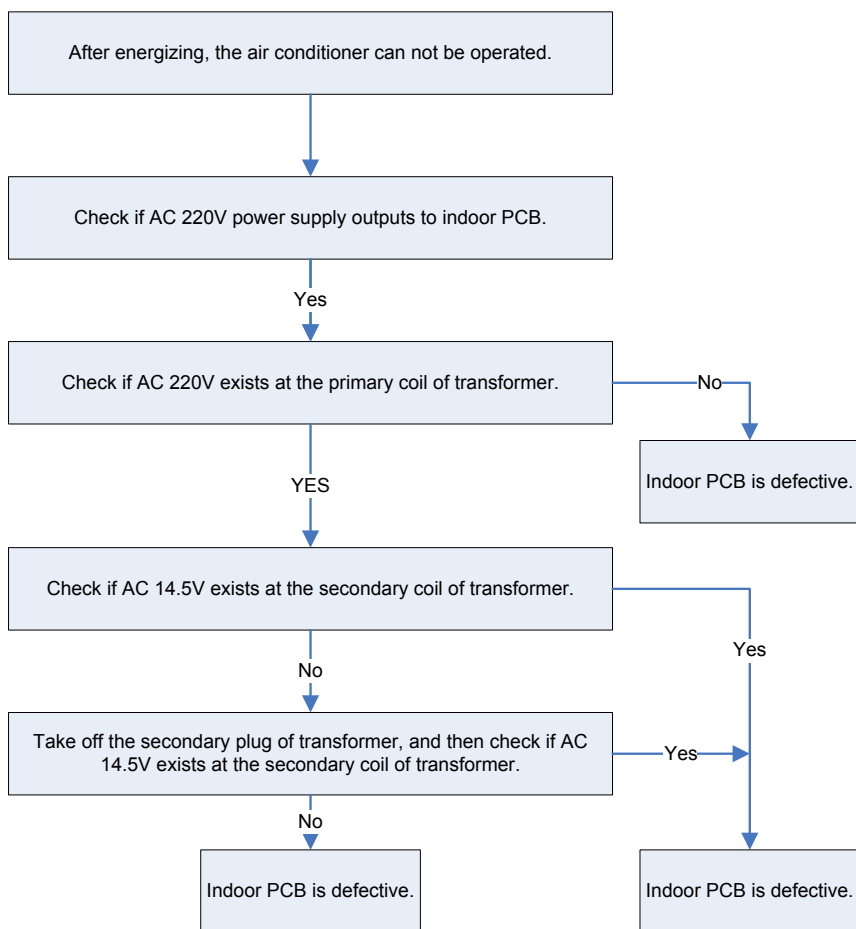 After energizing, the air conditioner can not be operated.
Check if AC 220V power supply outputs to indoor PCB.
Yes
Check if AC 220V exists at the primary coil of transformer.
No
Indoor PCB is defective.
YES
Check if AC 14.5V exists at the secondary coil of transformer.
Yes
No
Take off the secondary plug of transformer, and then check if AC
14.5V exists at the secondary coil of transformer.
Yes
No
Indoor PCB is defective.
Indoor PCB is defective.